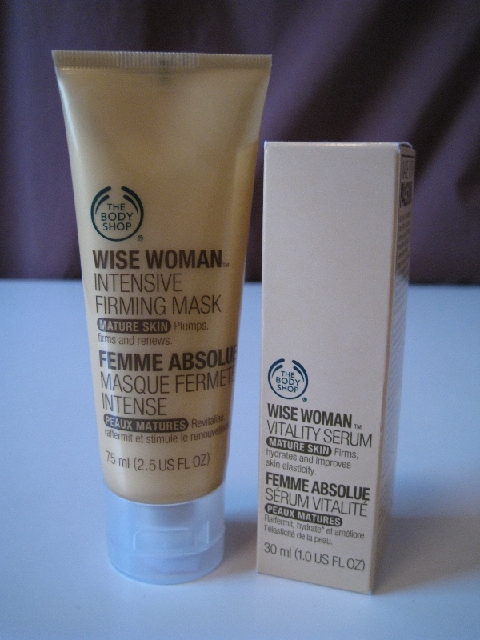 THE
BODY
SHOP
®
WISE WOMAN™
INTENSIVE
FIRMING MASK
MATURE SKIN Plumps,
firms and renews.
FEMME ABSOLUE
MASQUE FERMET
INTENSE
PEAUX MATURES Revitalise,
raffermit et stimule le renouvellem
75 ml (2.5 US FL OZ)
THE
BODY
SHOP
®
WISE WOMAN™
VITALITY SERUM
MATURE SKIN Firms,
hydrates and improves
skin elasticity.
FEMME ABSOLUE
SÉRUM VITALITÉ
PEAUX MATURES
Raffermit, hydrate et améliore
l'élasticité de la peau.
30 ml (1.0 US FL OZ)